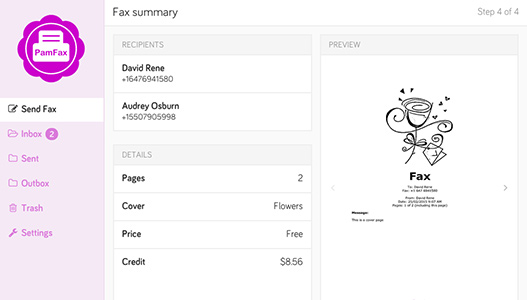 PamFax
Send Fax
Inbox 2
Sent
Outbox
Trash
Settings
Fax summary
Step 4 of 4
RECIPIENTS
David Rene
+16476941580
Audrey Osburn
+15507905998
DETAILS
Pages 2
Cover Flowers
Price Free
Credit $8.56
PREVIEW
Fax
To: David Rene
Fax: +1 647 6941580
From: David Rene
Pages: 1 of 2 (including this page)
Message:
This is a cover page